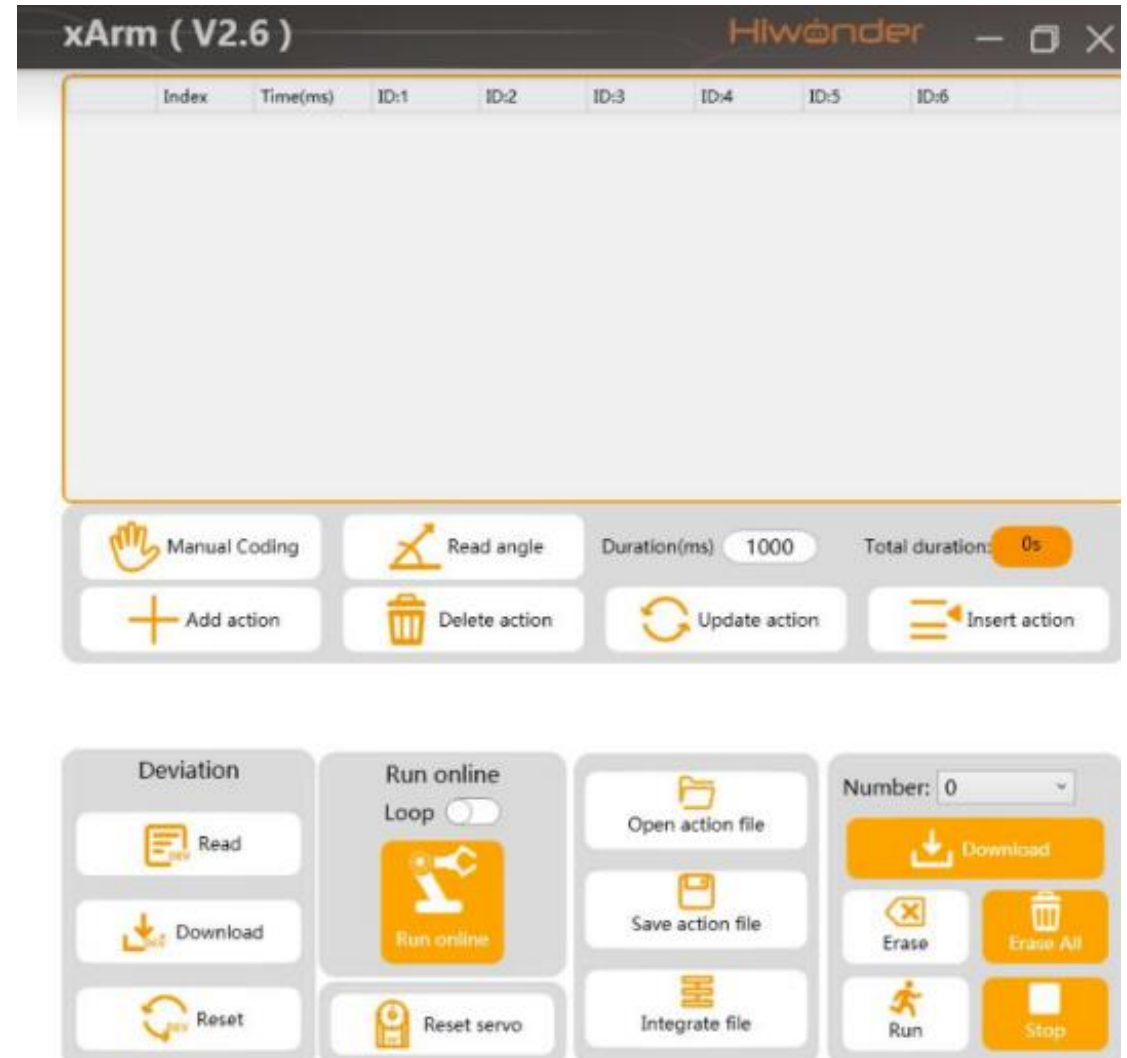 xArm ( V2.6 )
Hiwonder
Index Time(ms) ID:1 ID:2 ID:3 ID:4 ID:5 ID:6
Manual Coding Read angle Duration(ms) 1000 Total duration: 0s
Add action Delete action Update action Insert action
Deviation
Read
DEV
Download
DEV
Reset
DEV
Run online
Loop
Run online
Reset servo
Open action file
Save action file
Integrate file
Number: 0
Download
Erase Erase All
Run Stop